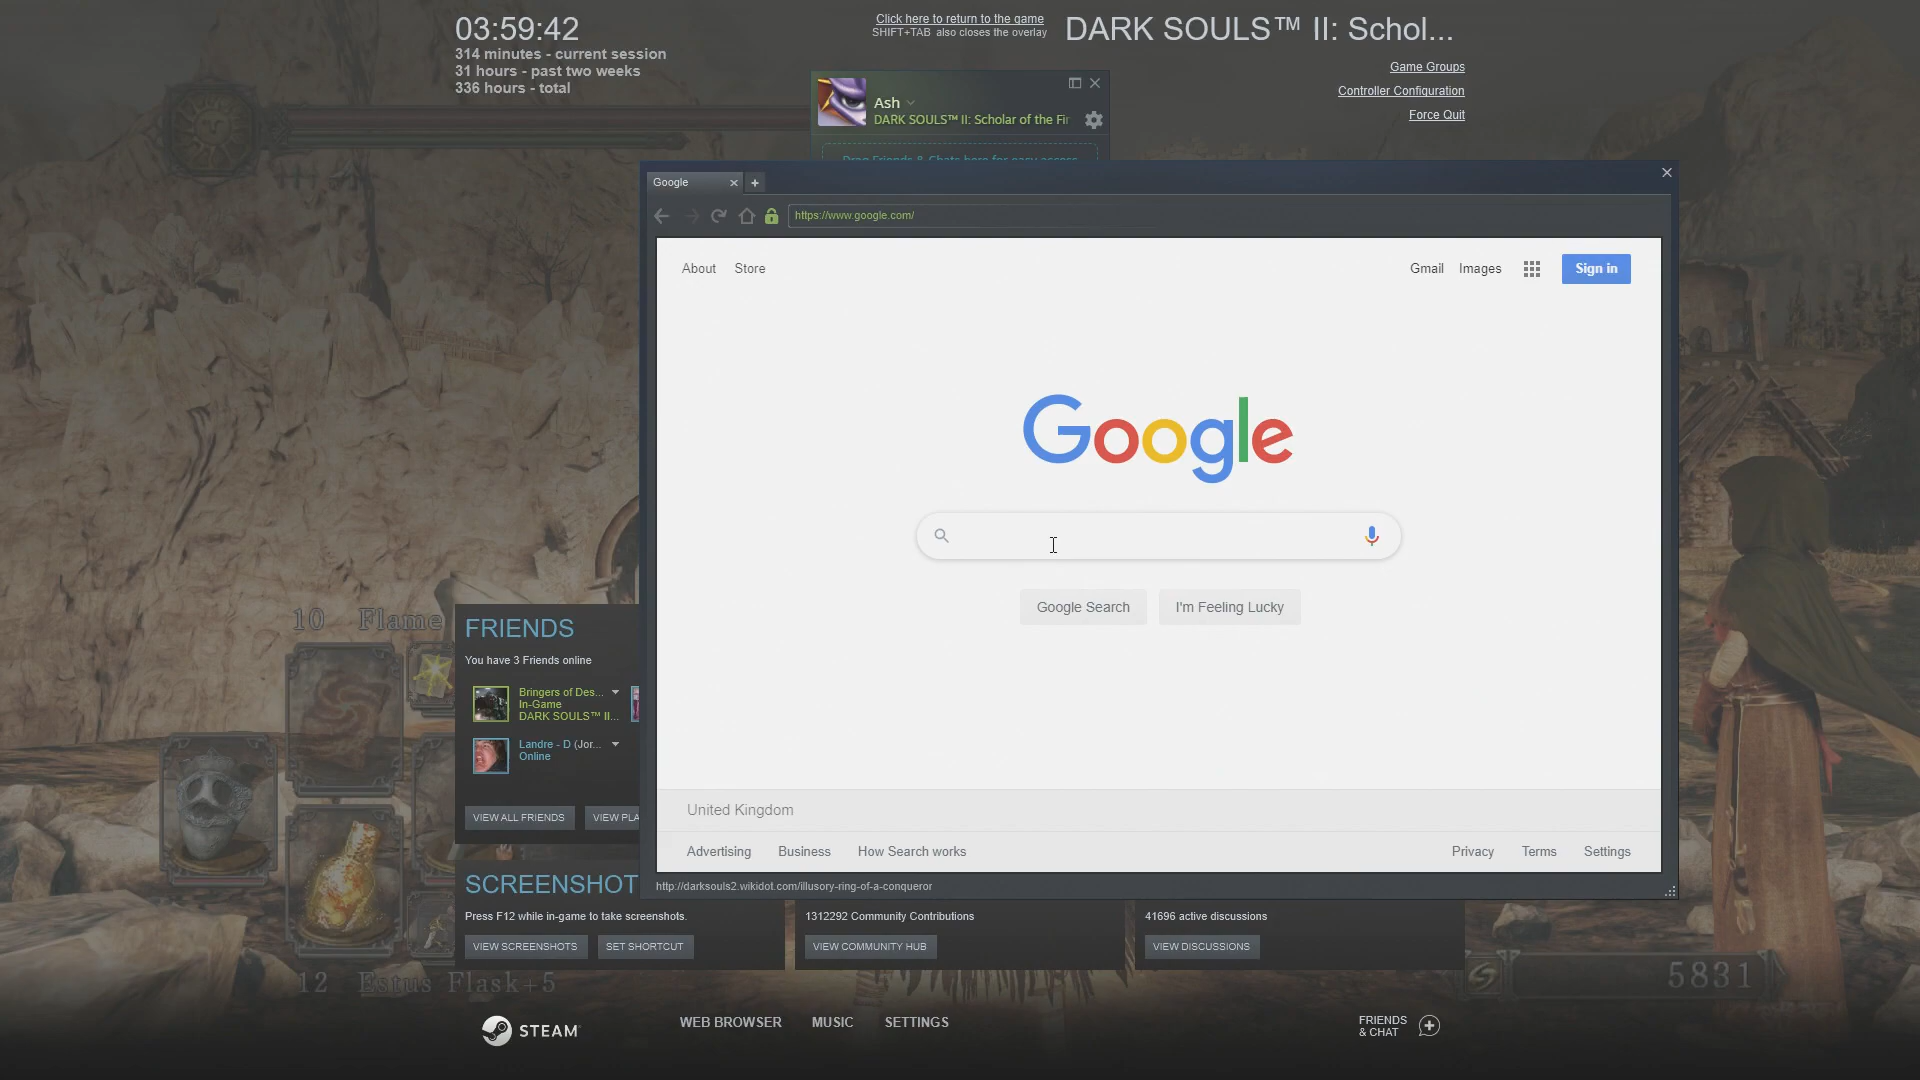 03:59:42
314 minutes - current session
31 hours - past two weeks
336 hours - total
Click here to return to the game
SHIFT+TAB also closes the overlay
DARK SOULS™ II: Schol...
Game Groups
Controller Configuration
Force Quit
Ash
DARK SOULS™ II: Scholar of the Fir
Drag Friends & Chats here for easy access
Google
https://www.google.com/
About Store
Gmail Images Sign in
Google
Google Search I'm Feeling Lucky
United Kingdom
Advertising Business How Search works
Privacy Terms Settings
http://darksouls2.wikidot.com/illusory-ring-of-a-conqueror
10 Flame
FRIENDS
You have 3 Friends online
Bringers of Des...
In-Game
DARK SOULS™ II...
Landre - D (Jor...
Online
VIEW ALL FRIENDS VIEW PLA
SCREENSHOT
Press F12 while in-game to take screenshots.
VIEW SCREENSHOTS SET SHORTCUT
1312292 Community Contributions
VIEW COMMUNITY HUB
41696 active discussions
VIEW DISCUSSIONS
12 Estus Flask+5
5831
STEAM
WEB BROWSER MUSIC SETTINGS
FRIENDS
& CHAT